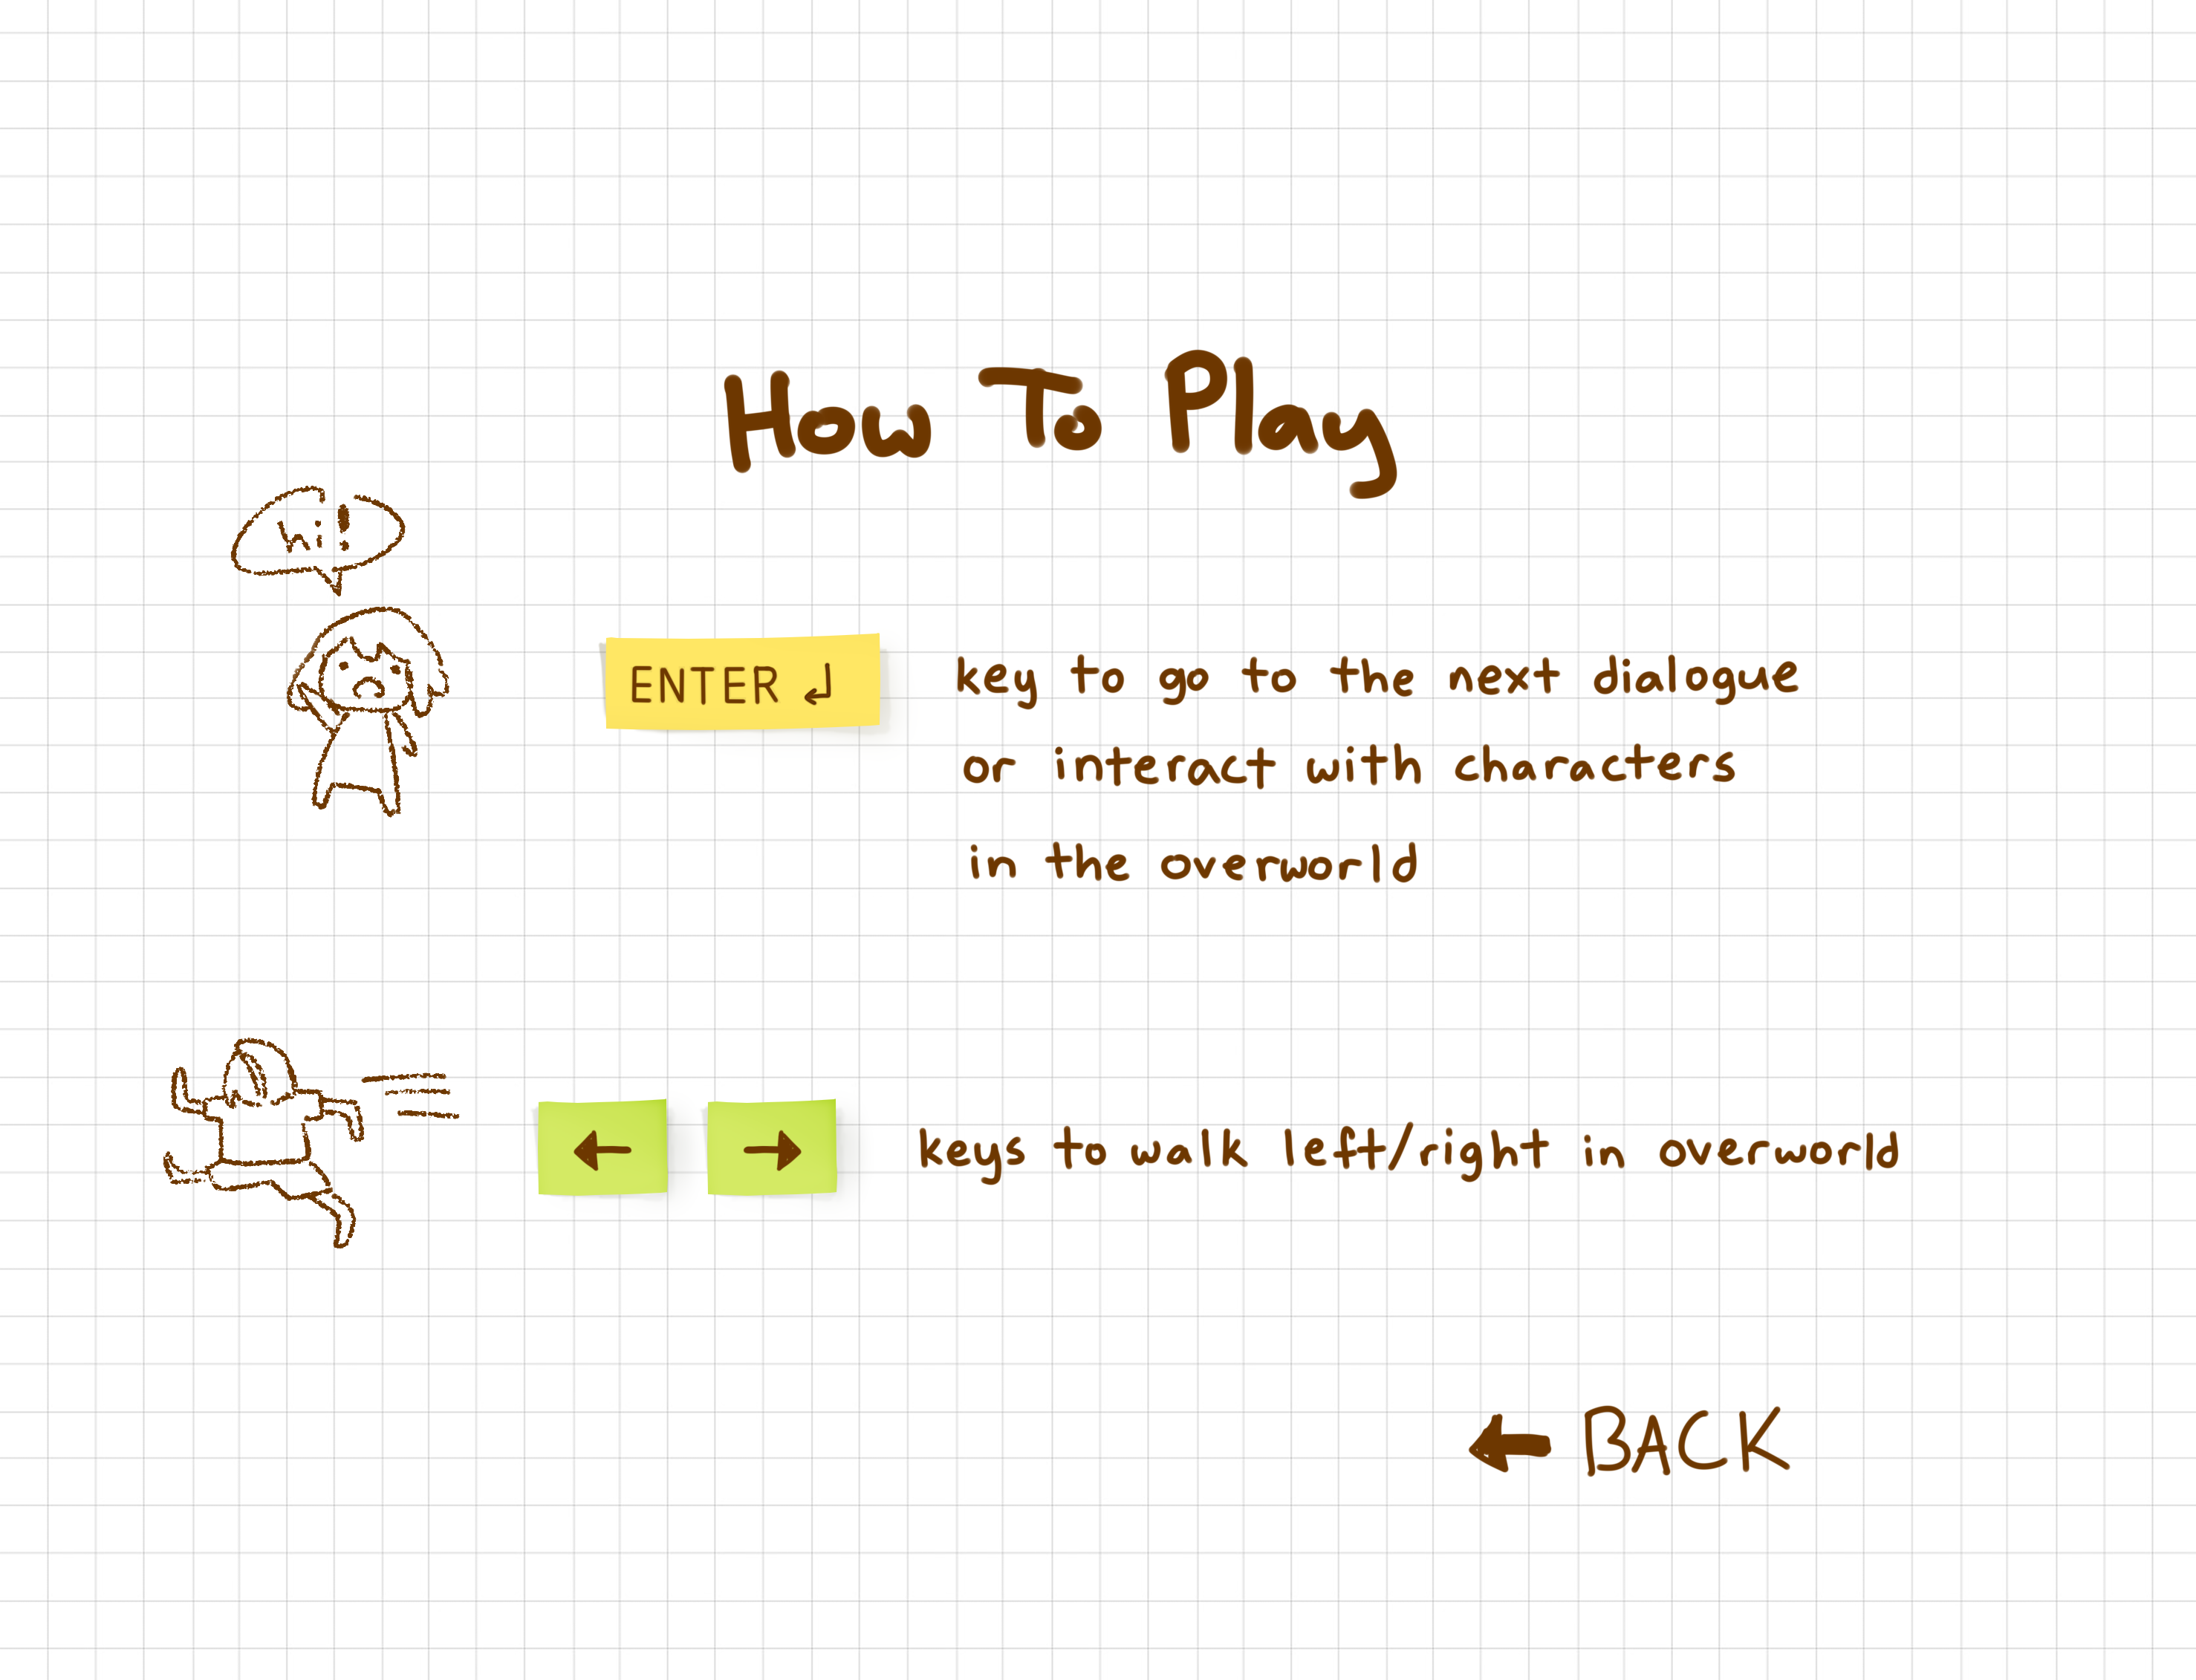 How To Play
hi!
ENTER ↲ key to go to the next dialogue
or interact with characters
in the overworld
← → keys to walk left/right in overworld
← BACK